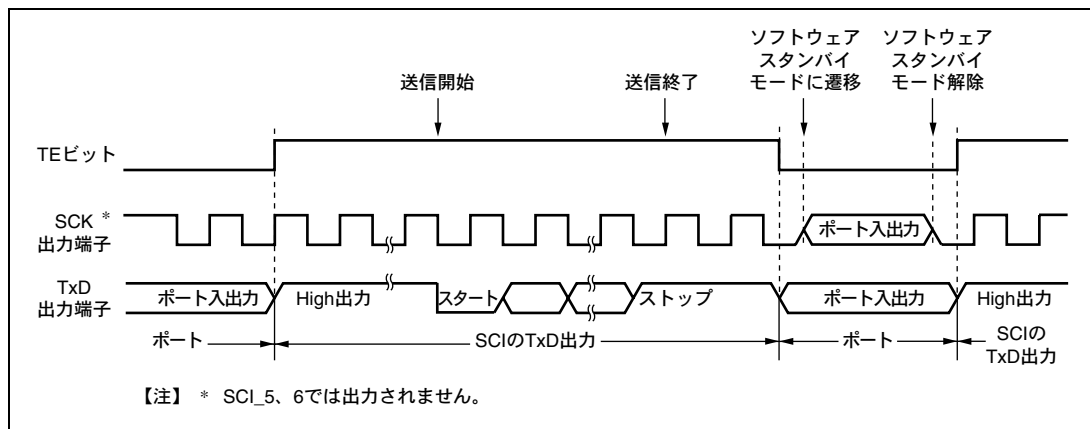 ソフトウェア
スタンバイ
モードに遷移
ソフトウェア
スタンバイ
モード解除
送信開始
送信終了
TEビット
SCK *
出力端子
ポート入出力
TxD
出力端子
ポート入出力
High出力
スタート
ストップ
ポート入出力
High出力
ポート
SCIのTxD出力
ポート
SCIの
TxD出力
【注】 * SCI_5、6では出力されません。